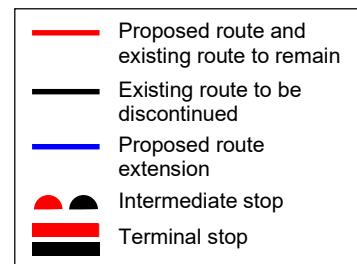 Proposed route and
existing route to remain
Existing route to be
discontinued
Proposed route
extension
Intermediate stop
Terminal stop